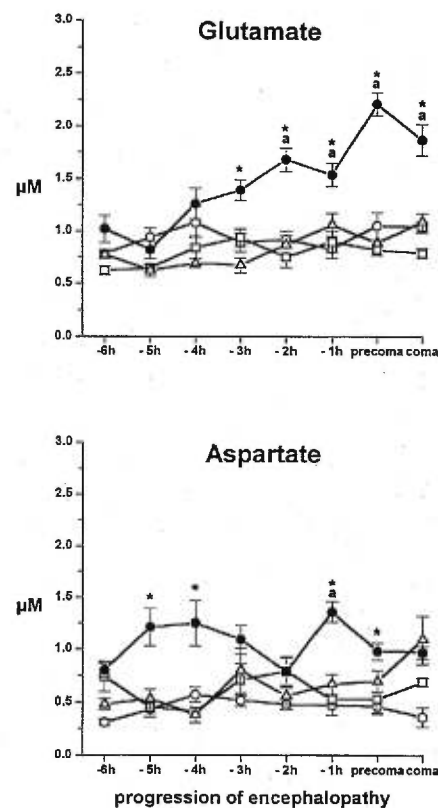 Glutamate
3.0
2.5
2.0
1.5
1.0
0.5
0.0
µM
* * a * a * a * a
-6h -5h -4h -3h -2h -1h precoma coma
Aspartate
3.0
2.5
2.0
1.5
1.0
0.5
0.0
µM
* * * a *
-6h -5h -4h -3h -2h -1h precoma coma
progression of encephalopathy